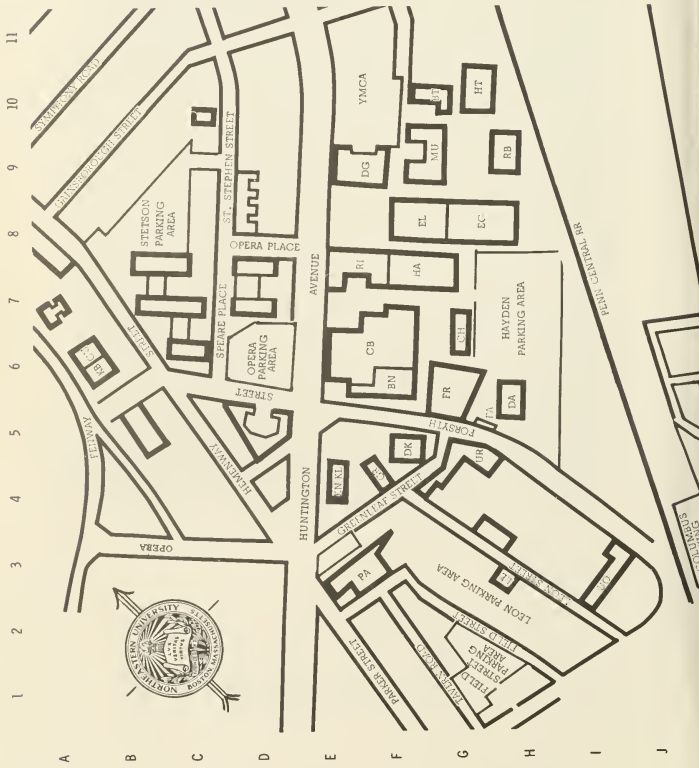 1 2 3 4 5 6 7 8 9 10 11
A
B
C
D
E
F
G
H
I
J
SYMPHONY ROAD
GAINSBOROUGH STREET
FENWAY
STREET
HEMENWAY
OPERA
STETSON
PARKING
AREA
ST. STEPHEN STREET
SPEARE PLACE
OPERA PLACE
OPERA
PARKING
AREA
STREET
HUNTINGTON
AVENUE
NORTHEASTERN UNIVERSITY
BOSTON MASSACHUSETTS
KB
YMCA
DG
MU
HT
RB
EL
EC
RI
HA
CB
BN
CH
FR
DA
DK
KL
FORSYTH
GREENLEAF STREET
HAYDEN
PARKING AREA
PENN CENTRAL RR
UR
PA
LEON PARKING AREA
LEON STREET
FIELD STREET
FIELD
STREET
PARKING
AREA
TAVERN ROAD
PARKER STREET
COLUMBUS